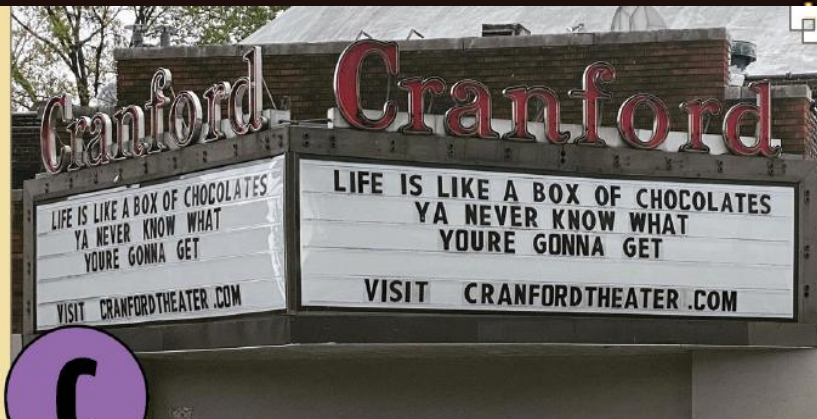 Cranford
LIFE IS LIKE A BOX OF CHOCOLATES
YA NEVER KNOW WHAT
YOURE GONNA GET
VISIT CRANFORDTHEATER.COM
Cranford
LIFE IS LIKE A BOX OF CHOCOLATES
YA NEVER KNOW WHAT
YOURE GONNA GET
VISIT CRANFORDTHEATER.COM
C